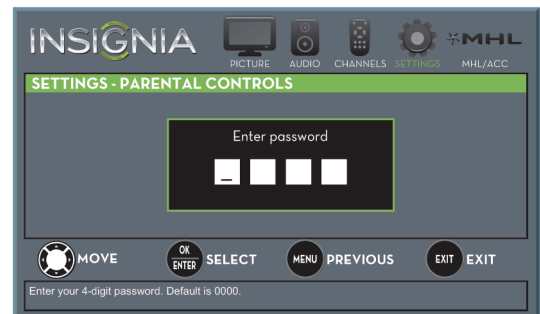 INSIGNIA
PICTURE AUDIO CHANNELS SETTINGS MHL MHL/ACC
SETTINGS - PARENTAL CONTROLS
Enter password
_
MOVE OK ENTER SELECT MENU PREVIOUS EXIT EXIT
Enter your 4-digit password. Default is 0000.